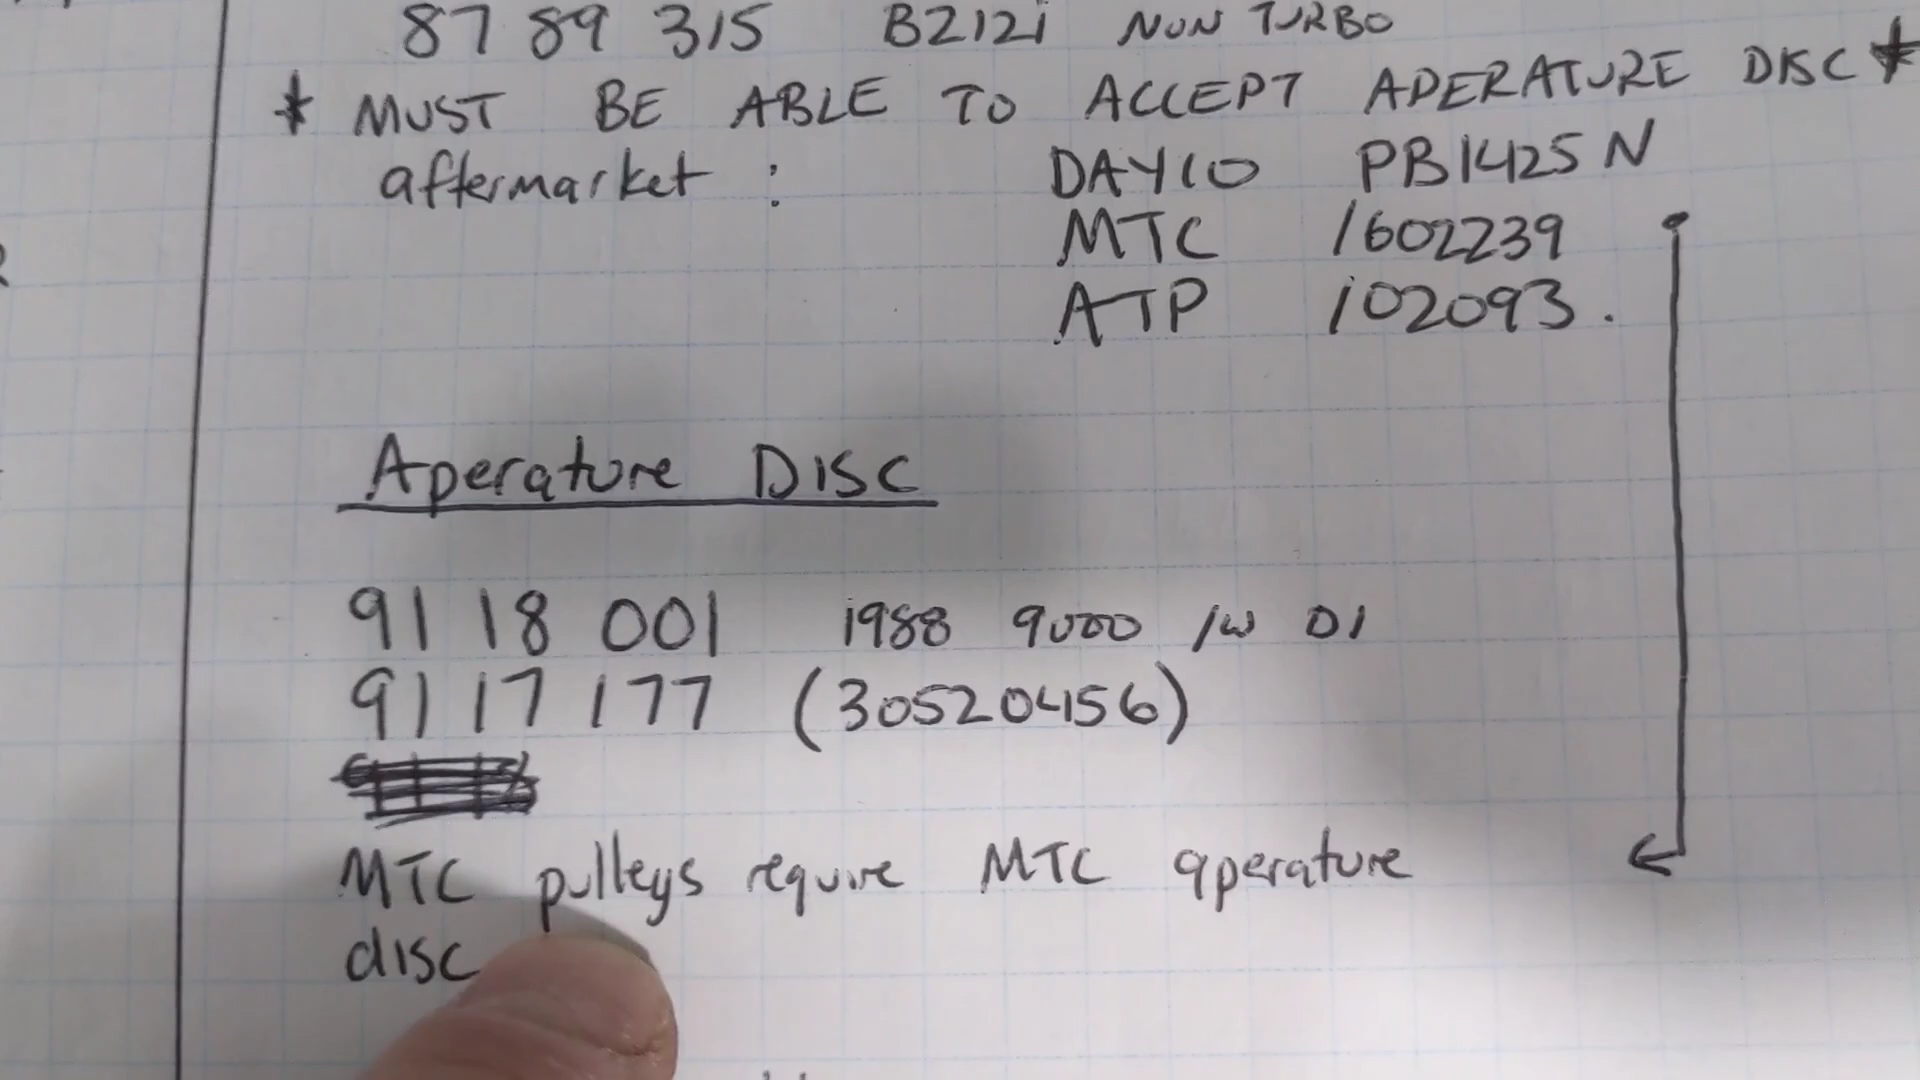 87 89 315 B212i NON TURBO
* MUST BE ABLE TO ACCEPT APERATURE DISC *
aftermarket : DAYCO PB1425N
MTC 1602239
ATP 102093.
Aperature DISC
91 18 001 1988 9000 /w DI
91 17 177 (30520456)
MTC pulleys require MTC aperature
disc